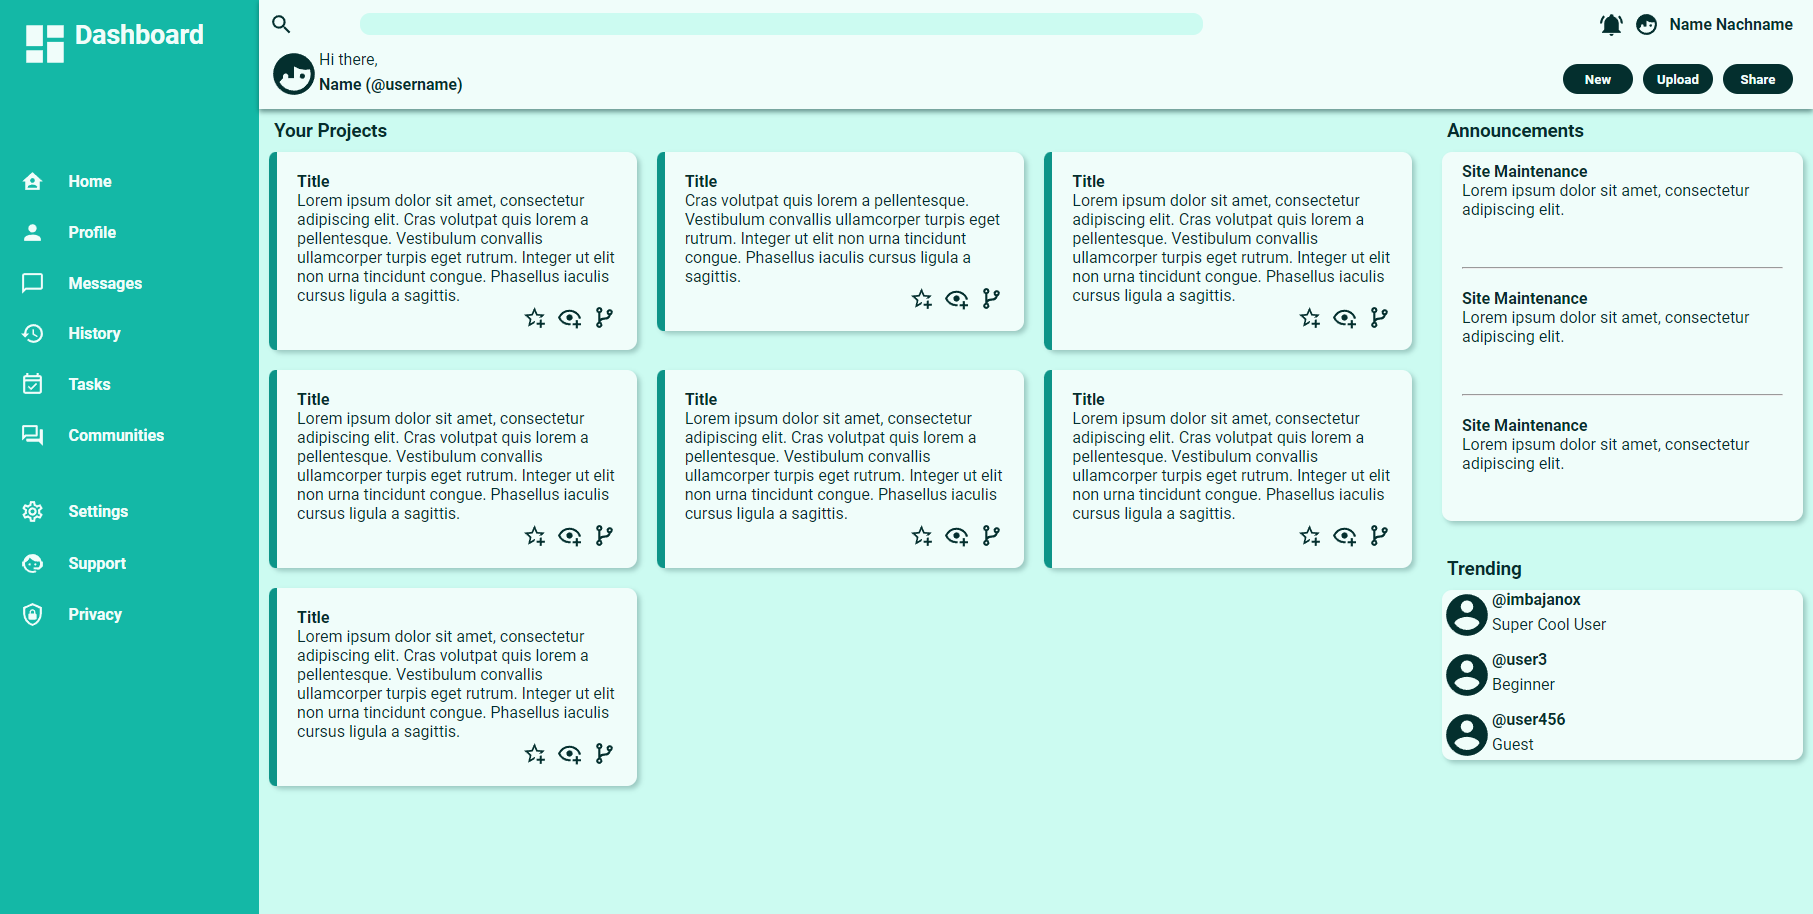 Dashboard
Home
Profile
Messages
History
Tasks
Communities
Settings
Support
Privacy
Name Nachname
Hi there,
Name (@username)
New
Upload
Share
Your Projects
Title
Lorem ipsum dolor sit amet, consectetur
adipiscing elit. Cras volutpat quis lorem a
pellentesque. Vestibulum convallis
ullamcorper turpis eget rutrum. Integer ut elit
non urna tincidunt congue. Phasellus iaculis
cursus ligula a sagittis.
Title
Cras volutpat quis lorem a pellentesque.
Vestibulum convallis ullamcorper turpis eget
rutrum. Integer ut elit non urna tincidunt
congue. Phasellus iaculis cursus ligula a
sagittis.
Title
Lorem ipsum dolor sit amet, consectetur
adipiscing elit. Cras volutpat quis lorem a
pellentesque. Vestibulum convallis
ullamcorper turpis eget rutrum. Integer ut elit
non urna tincidunt congue. Phasellus iaculis
cursus ligula a sagittis.
Title
Lorem ipsum dolor sit amet, consectetur
adipiscing elit. Cras volutpat quis lorem a
pellentesque. Vestibulum convallis
ullamcorper turpis eget rutrum. Integer ut elit
non urna tincidunt congue. Phasellus iaculis
cursus ligula a sagittis.
Title
Lorem ipsum dolor sit amet, consectetur
adipiscing elit. Cras volutpat quis lorem a
pellentesque. Vestibulum convallis
ullamcorper turpis eget rutrum. Integer ut elit
non urna tincidunt congue. Phasellus iaculis
cursus ligula a sagittis.
Title
Lorem ipsum dolor sit amet, consectetur
adipiscing elit. Cras volutpat quis lorem a
pellentesque. Vestibulum convallis
ullamcorper turpis eget rutrum. Integer ut elit
non urna tincidunt congue. Phasellus iaculis
cursus ligula a sagittis.
Title
Lorem ipsum dolor sit amet, consectetur
adipiscing elit. Cras volutpat quis lorem a
pellentesque. Vestibulum convallis
ullamcorper turpis eget rutrum. Integer ut elit
non urna tincidunt congue. Phasellus iaculis
cursus ligula a sagittis.
Announcements
Site Maintenance
Lorem ipsum dolor sit amet, consectetur
adipiscing elit.
Site Maintenance
Lorem ipsum dolor sit amet, consectetur
adipiscing elit.
Site Maintenance
Lorem ipsum dolor sit amet, consectetur
adipiscing elit.
Trending
@imbajanox
Super Cool User
@user3
Beginner
@user456
Guest